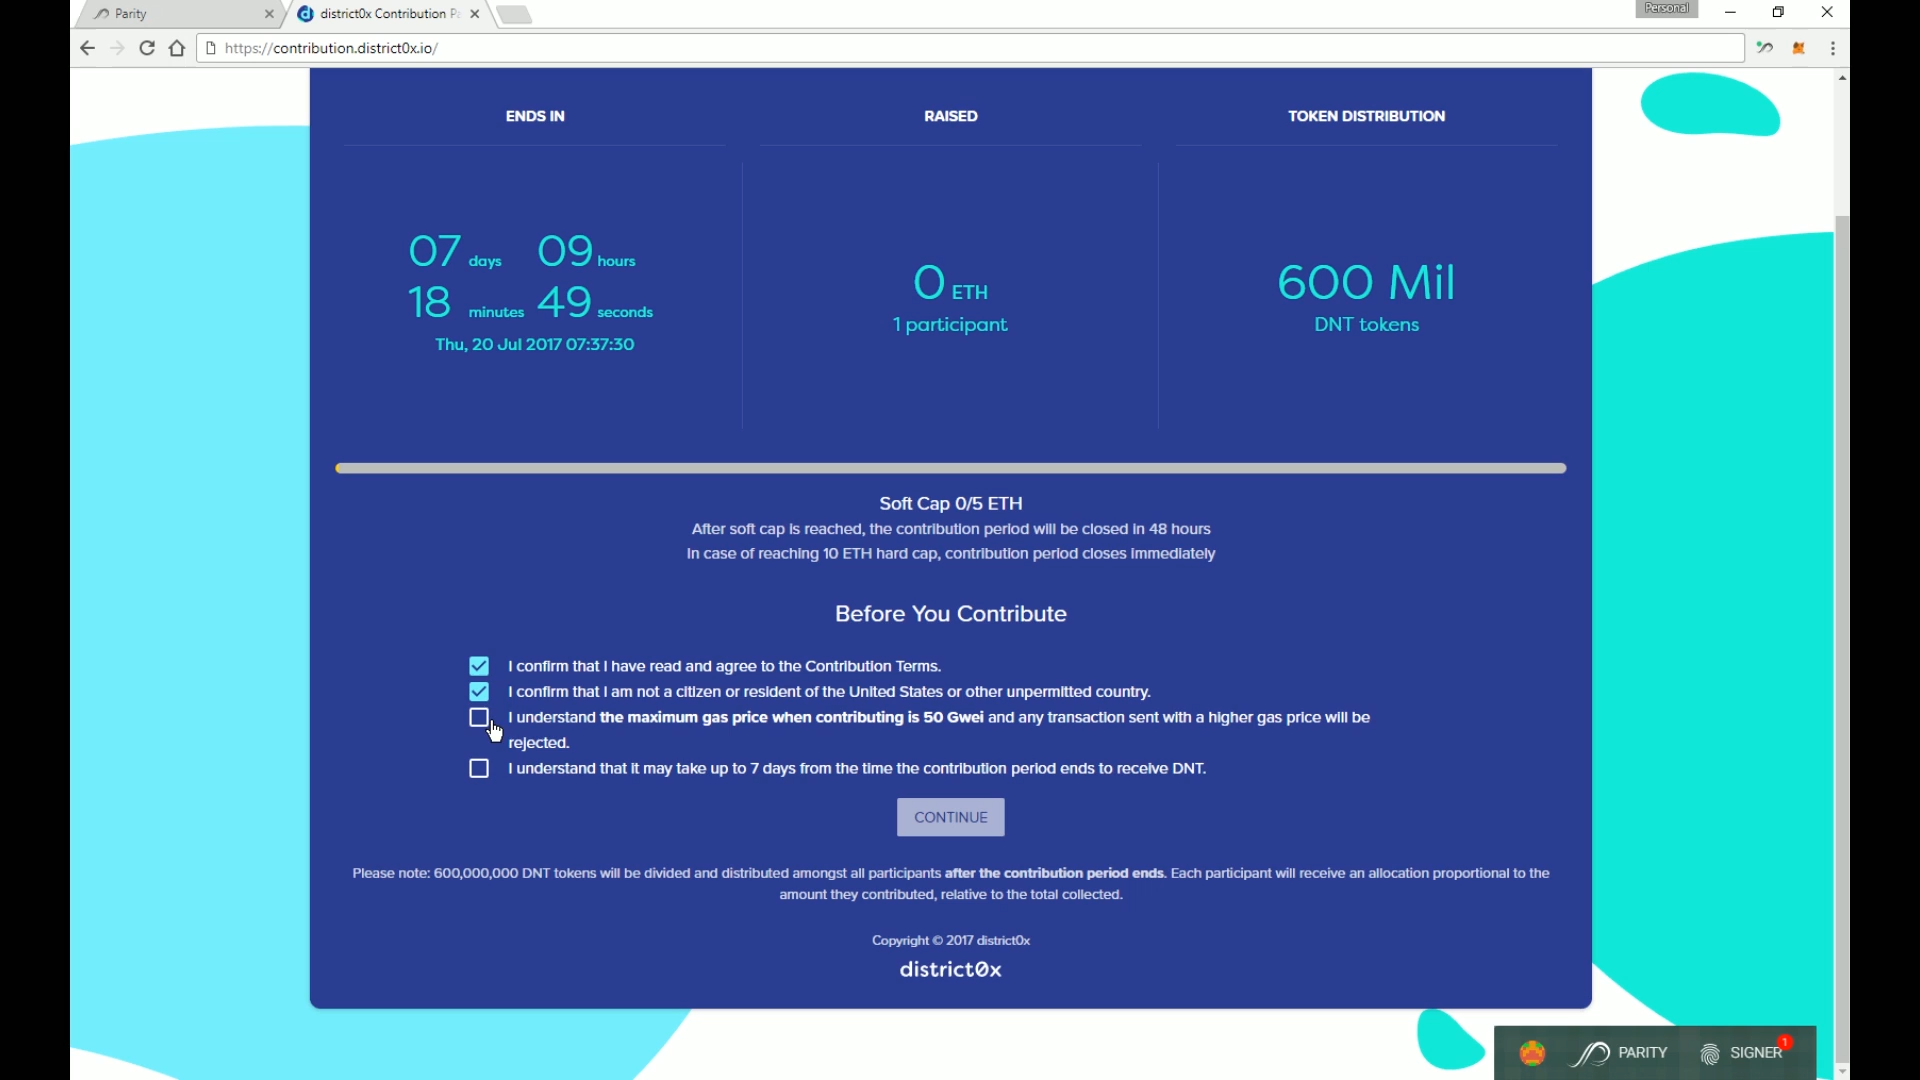 Parity
district0x Contribution P
Personal
https://contribution.district0x.io/
ENDS IN
RAISED
TOKEN DISTRIBUTION
07 days 09 hours
18 minutes 49 seconds
Thu, 20 Jul 2017 07:37:30
0 ETH
1 participant
600 Mil
DNT tokens
Soft Cap 0/5 ETH
After soft cap is reached, the contribution period will be closed in 48 hours
In case of reaching 10 ETH hard cap, contribution period closes immediately
Before You Contribute
I confirm that I have read and agree to the Contribution Terms.
I confirm that I am not a citizen or resident of the United States or other unpermitted country.
I understand the maximum gas price when contributing is 50 Gwei and any transaction sent with a higher gas price will be
rejected.
I understand that it may take up to 7 days from the time the contribution period ends to receive DNT.
CONTINUE
Please note: 600,000,000 DNT tokens will be divided and distributed amongst all participants after the contribution period ends. Each participant will receive an allocation proportional to the
amount they contributed, relative to the total collected.
Copyright © 2017 district0x
district0x
PARITY
SIGNER 1